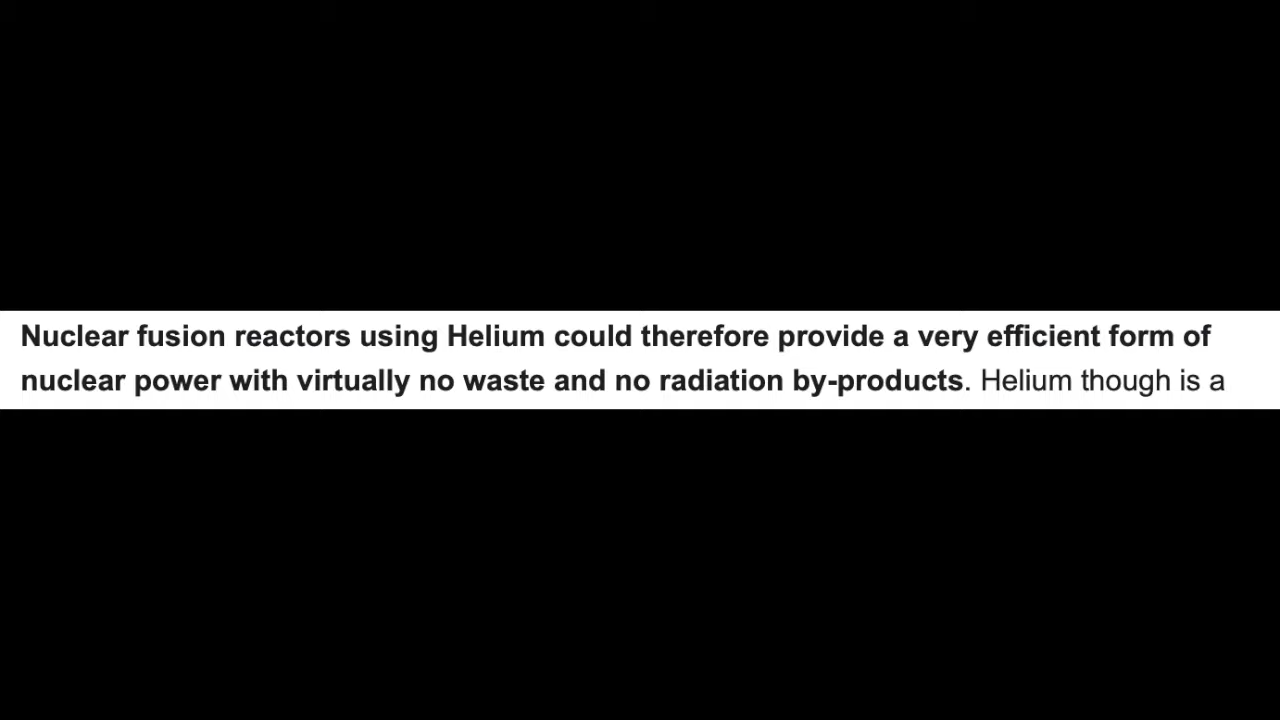 Nuclear fusion reactors using Helium could therefore provide a very efficient form of
nuclear power with virtually no waste and no radiation by-products. Helium though is a